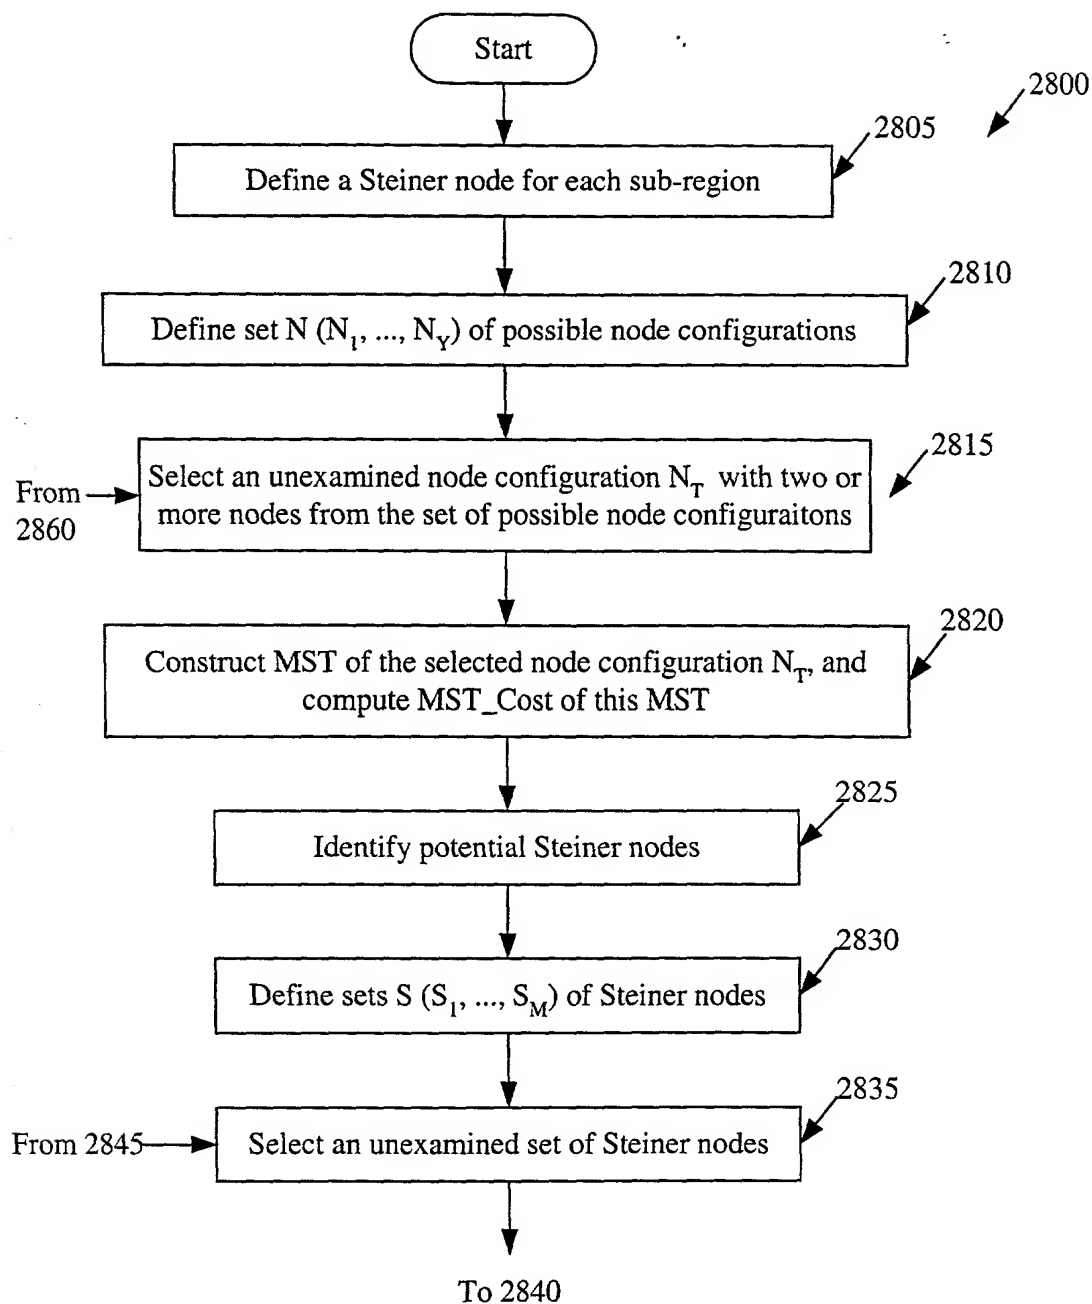 Start
2800
2805
Define a Steiner node for each sub-region
2810
Define set N (N1, ..., NY) of possible node configurations
2815
From
2860
Select an unexamined node configuration NT with two or
more nodes from the set of possible node configuraitons
2820
Construct MST of the selected node configuration NT, and
compute MST_Cost of this MST
2825
Identify potential Steiner nodes
2830
Define sets S (S1, ..., SM) of Steiner nodes
2835
From 2845
Select an unexamined set of Steiner nodes
To 2840